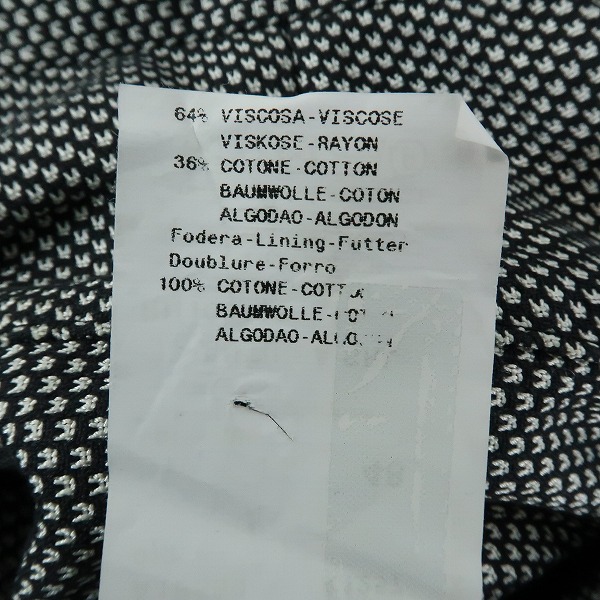 64% VISCOSA-VISCOSE
VISKOSE-RAYON
36% COTONE-COTTON
BAUMWOLLE-COTON
ALGODAO-ALGODON
Fodera-Lining-Futter
Doublure-Forro
100% COTONE-COTT
BAUMWOLLE-
ALGODAO-